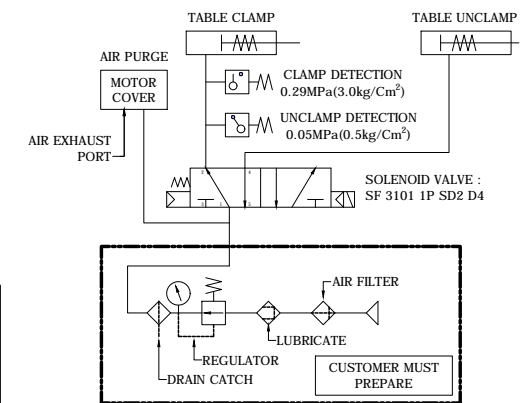 TABLE CLAMP
TABLE UNCLAMP
AIR PURGE
MOTOR
COVER
CLAMP DETECTION
0.29MPa(3.0kg/Cm²)
UNCLAMP DETECTION
0.05MPa(0.5kg/Cm²)
AIR EXHAUST
PORT
SOLENOID VALVE :
SF 3101 1P SD2 D4
AIR FILTER
LUBRICATE
REGULATOR
DRAIN CATCH
CUSTOMER MUST
PREPARE